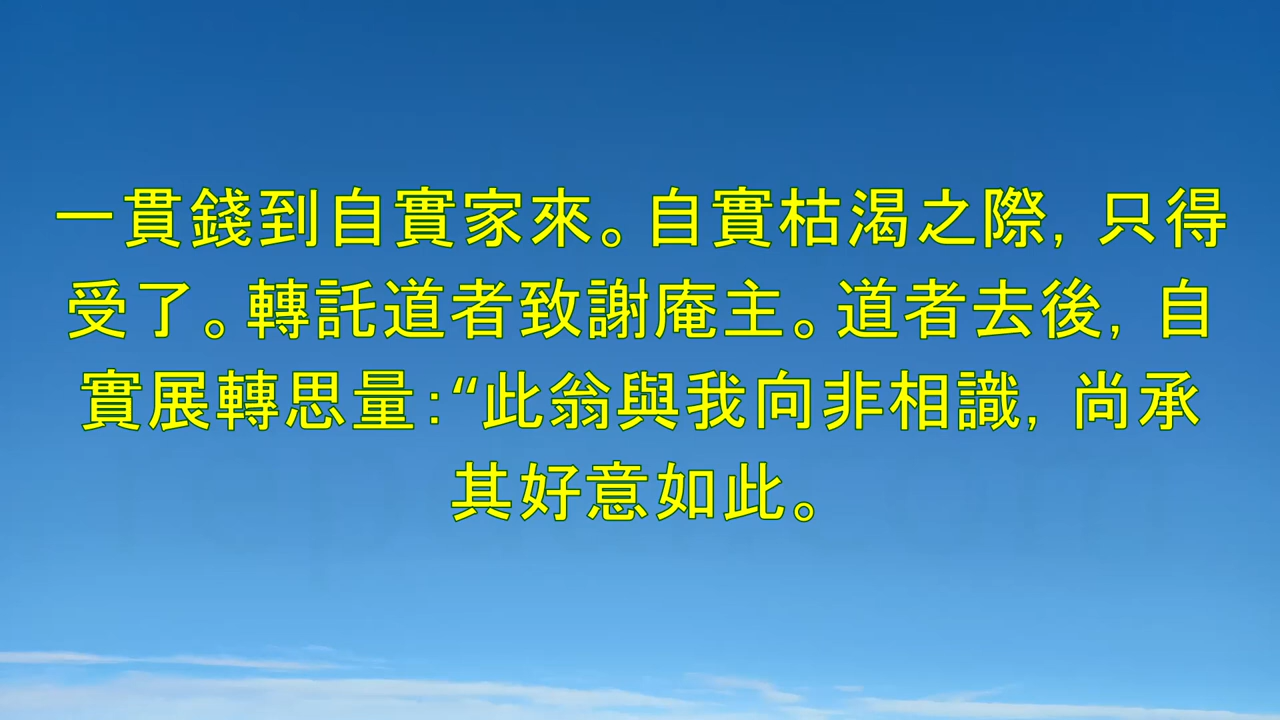 一貫錢到自實家來。自實枯渴之際, 只得
受了。轉託道者致謝庵主。道者去後, 自
實展轉思量:“此翁與我向非相識, 尚承
其好意如此。